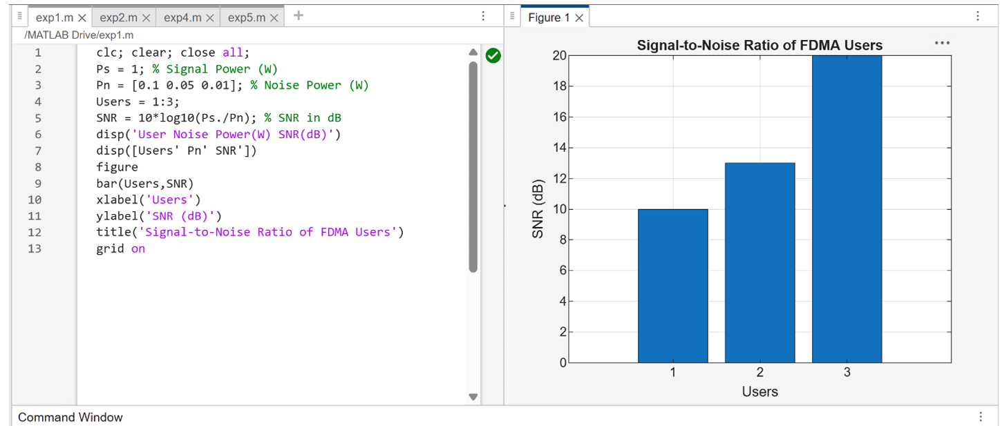 exp1.m exp2.m exp4.m exp5.m
/MATLAB Drive/exp1.m
1 clc; clear; close all;
2 Ps = 1; % Signal Power (W)
3 Pn = [0.1 0.05 0.01]; % Noise Power (W)
4 Users = 1:3;
5 SNR = 10*log10(Ps./Pn); % SNR in dB
6 disp('User Noise Power(W) SNR(dB)')
7 disp([Users' Pn' SNR'])
8 figure
9 bar(Users,SNR)
10 xlabel('Users')
11 ylabel('SNR (dB)')
12 title('Signal-to-Noise Ratio of FDMA Users')
13 grid on
Figure 1
Signal-to-Noise Ratio of FDMA Users
20
18
16
14
12
10
8
6
4
2
0
SNR (dB)
1 2 3
Users
Command Window